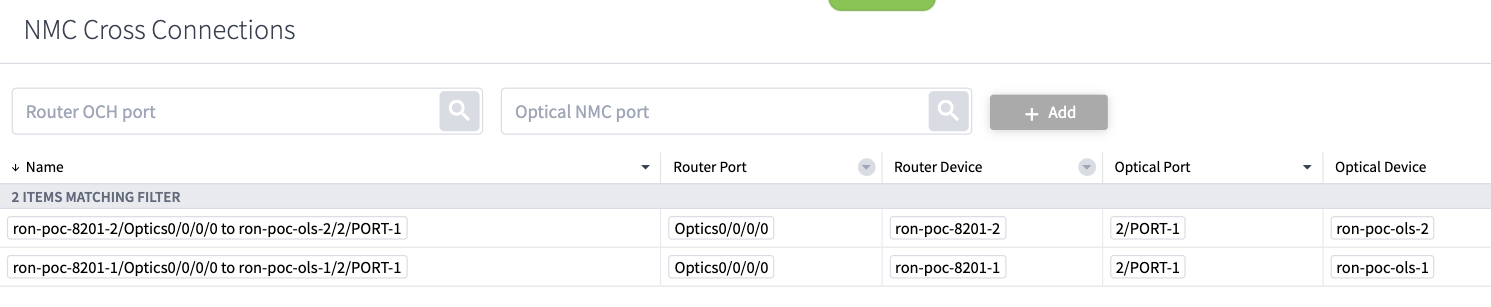 NMC Cross Connections
Router OCH port Optical NMC port + Add
↓ Name Router Port Router Device Optical Port Optical Device
2 ITEMS MATCHING FILTER
ron-poc-8201-2/Optics0/0/0/0 to ron-poc-ols-2/2/PORT-1 Optics0/0/0/0 ron-poc-8201-2 2/PORT-1 ron-poc-ols-2
ron-poc-8201-1/Optics0/0/0/0 to ron-poc-ols-1/2/PORT-1 Optics0/0/0/0 ron-poc-8201-1 2/PORT-1 ron-poc-ols-1